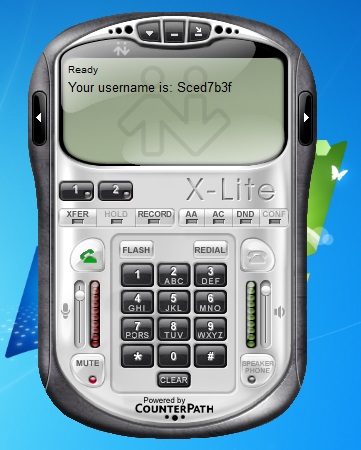 Ready
Your username is: Sced7b3f
1 2
X-Lite
XFER HOLD RECORD AA AC DND CONF
FLASH REDIAL
1 2 ABC 3 DEF
4 GHI 5 JKL 6 MNO
7 PQRS 8 TUV 9 WXYZ
* 0 #
MUTE SPEAKER
PHONE
CLEAR
Powered by
COUNTERPATH